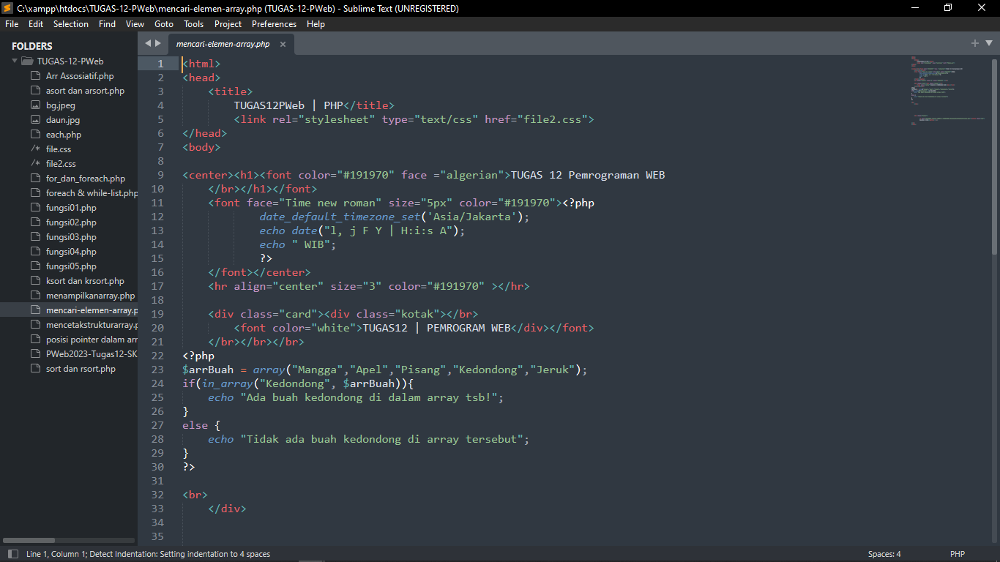 C:\xampp\htdocs\TUGAS-12-PWeb\mencari-elemen-array.php (TUGAS-12-PWeb) - Sublime Text (UNREGISTERED)
File Edit Selection Find View Goto Tools Project Preferences Help
FOLDERS
TUGAS-12-PWeb
Arr Assosiatif.php
asort dan arsort.php
bg.jpeg
daun.jpg
each.php
/* file.css
/* file2.css
for_dan_foreach.php
foreach & while-list.php
fungsi01.php
fungsi02.php
fungsi03.php
fungsi04.php
fungsi05.php
ksort dan krsort.php
menampilkanarray.php
mencari-elemen-array.p
mencetakstrukturarray.p
posisi pointer dalam arr
PWeb2023-Tugas12-SK
sort dan rsort.php
mencari-elemen-array.php
1 <html>
2 <head>
3     <title>
4         TUGAS12PWeb | PHP</title>
5         <link rel="stylesheet" type="text/css" href="file2.css">
6 </head>
7 <body>
8
9 <center><h1><font color="#191970" face ="algerian">TUGAS 12 Pemrograman WEB
10     </br></h1></font>
11     <font face="Time new roman" size="5px" color="#191970"><?php
12             date_default_timezone_set('Asia/Jakarta');
13             echo date("l, j F Y | H:i:s A");
14             echo " WIB";
15             ?>
16     </font></center>
17     <hr align="center" size="3" color="#191970" ></hr>
18
19     <div class="card"><div class="kotak"></br>
20         <font color="white">TUGAS12 | PEMROGRAM WEB</div></font>
21     </br></br></br>
22 <?php
23 $arrBuah = array("Mangga","Apel","Pisang","Kedondong","Jeruk");
24 if(in_array("Kedondong", $arrBuah)){
25     echo "Ada buah kedondong di dalam array tsb!";
26 }
27 else {
28     echo "Tidak ada buah kedondong di array tersebut";
29 }
30 ?>
31
32 <br>
33     </div>
34
35
Line 1, Column 1; Detect Indentation: Setting indentation to 4 spaces
Spaces: 4
PHP